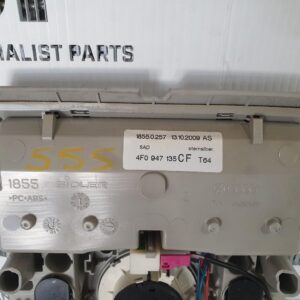 RALIST PARTS
1855.0.257 13.10.2009 AS
SAD sternsilber
4F0 947 135 CF T64
SSS
1855
>PC+ABS<